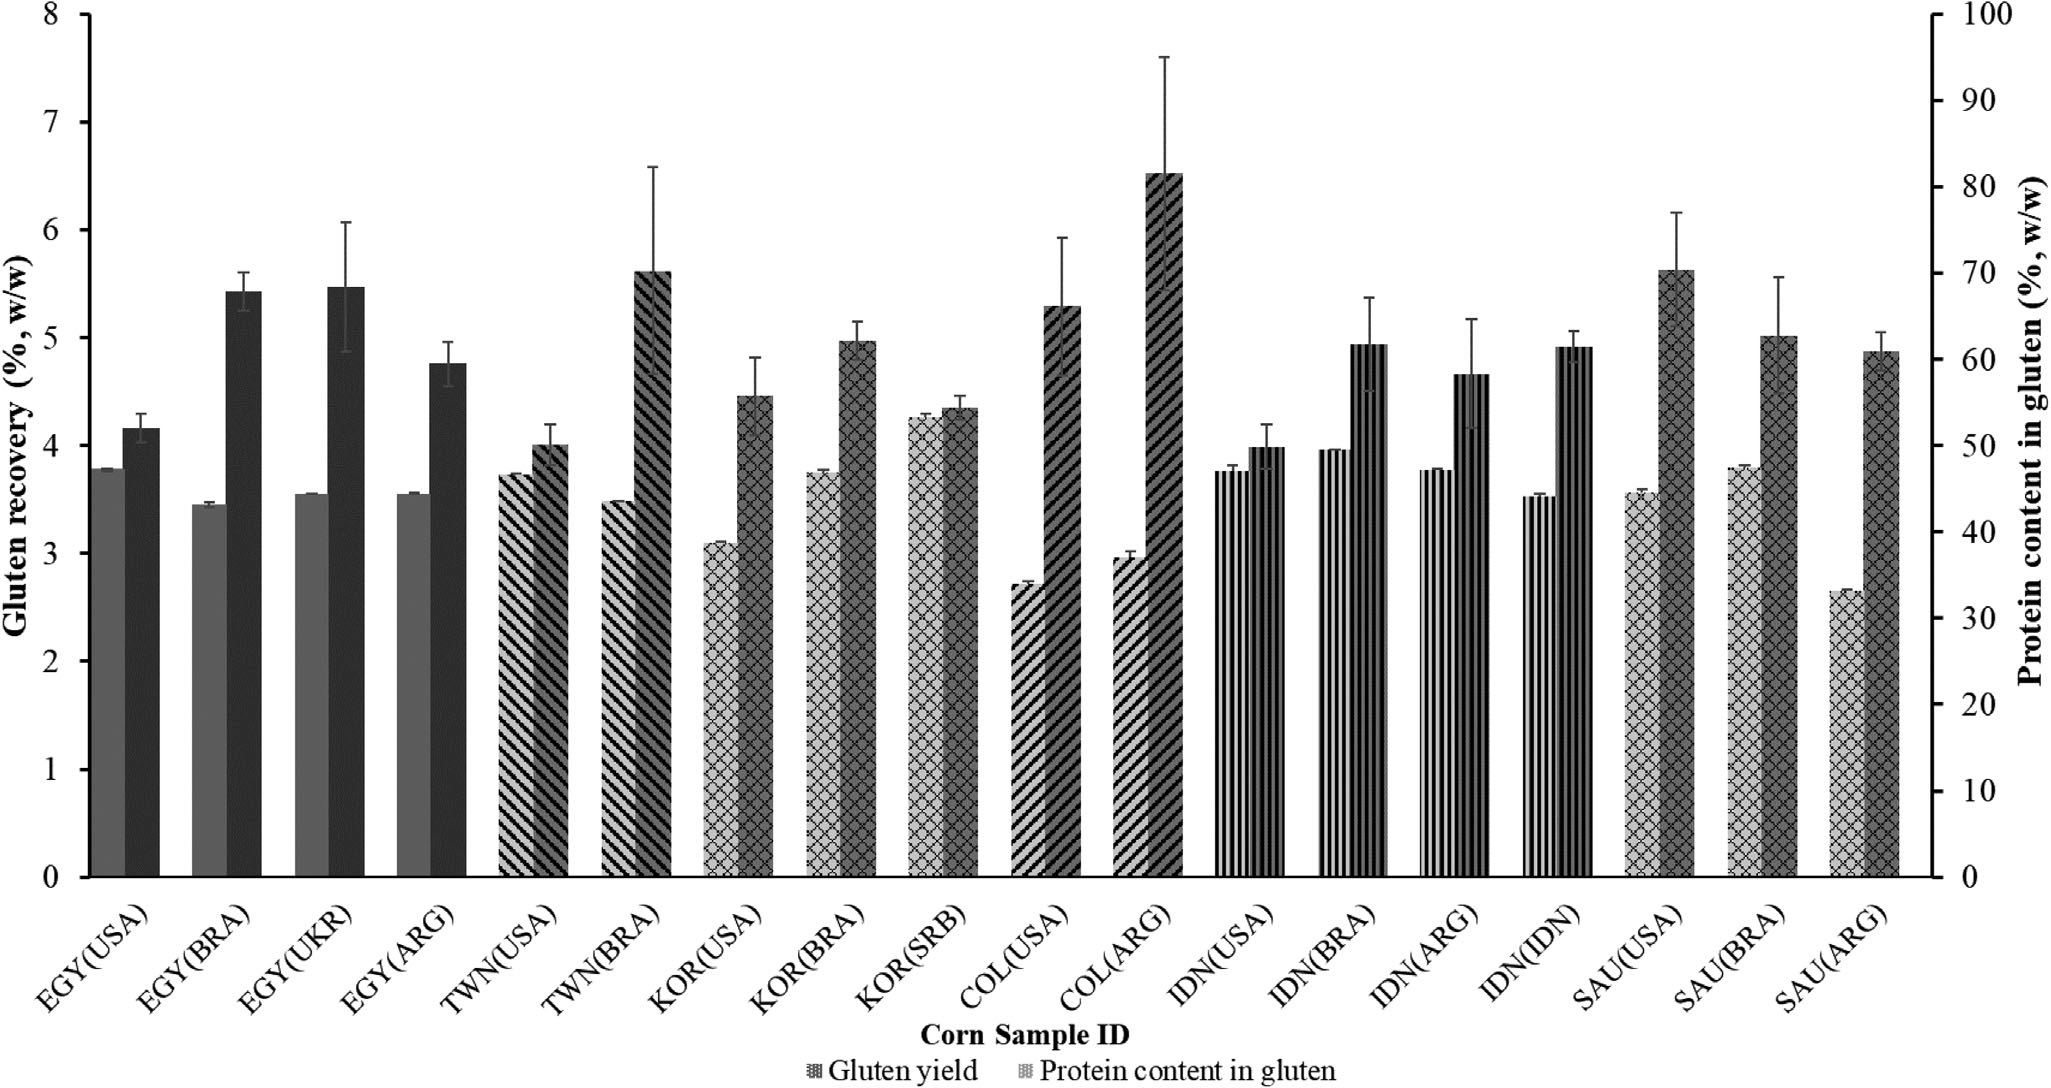 Gluten recovery (%, w/w)
8
7
6
5
4
3
2
1
0
100
90
80
70
60
50
40
30
20
10
0
Protein content in gluten (%, w/w)
EGY(USA)
EGY(BRA)
EGY(UKR)
EGY(ARG)
TWN(USA)
TWN(BRA)
KOR(USA)
KOR(BRA)
KOR(SRB)
COL(USA)
COL(ARG)
IDN(USA)
IDN(BRA)
IDN(ARG)
IDN(IDN)
SAU(USA)
SAU(BRA)
SAU(ARG)
Corn Sample ID
Gluten yield
Protein content in gluten